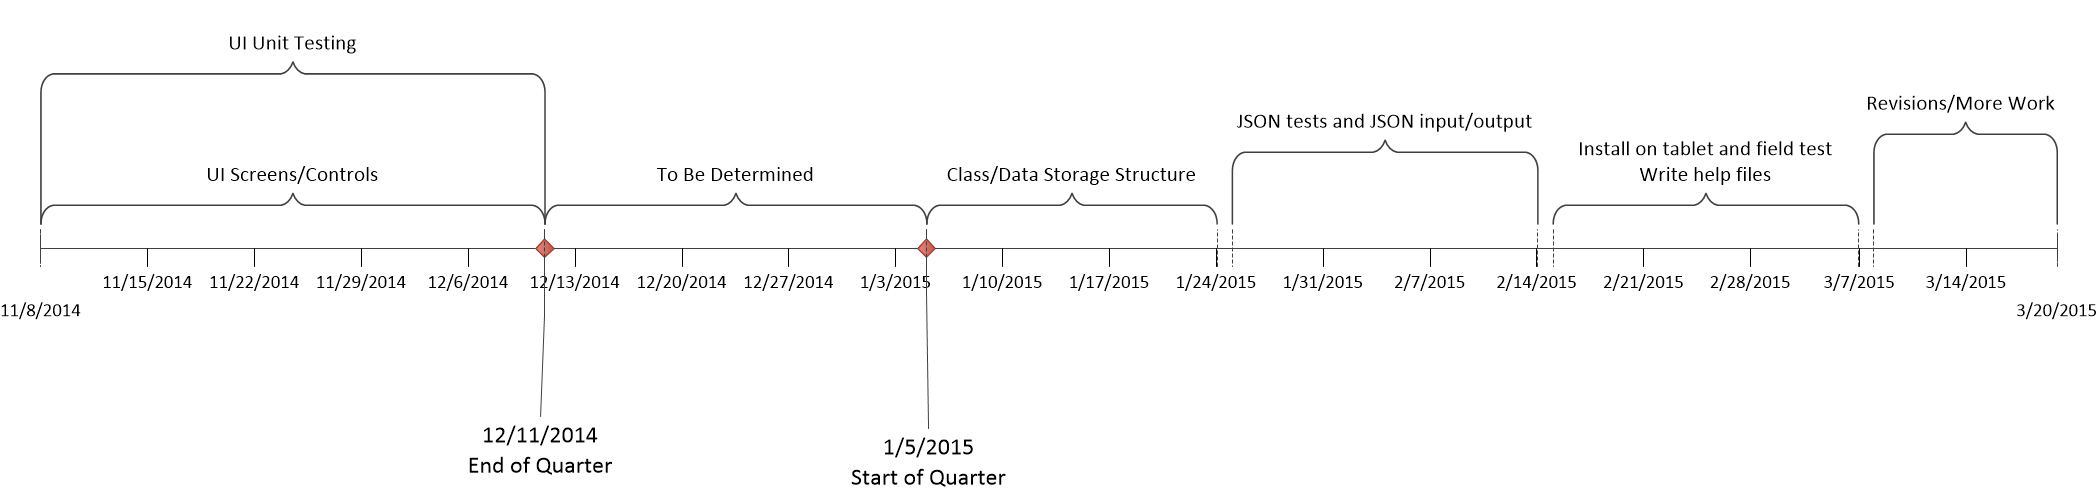 UI Unit Testing
UI Screens/Controls
To Be Determined
Class/Data Storage Structure
JSON tests and JSON input/output
Install on tablet and field test
Write help files
Revisions/More Work
11/8/2014
11/15/2014
11/22/2014
11/29/2014
12/6/2014
12/13/2014
12/20/2014
12/27/2014
1/3/2015
1/10/2015
1/17/2015
1/24/2015
1/31/2015
2/7/2015
2/14/2015
2/21/2015
2/28/2015
3/7/2015
3/14/2015
3/20/2015
12/11/2014
End of Quarter
1/5/2015
Start of Quarter